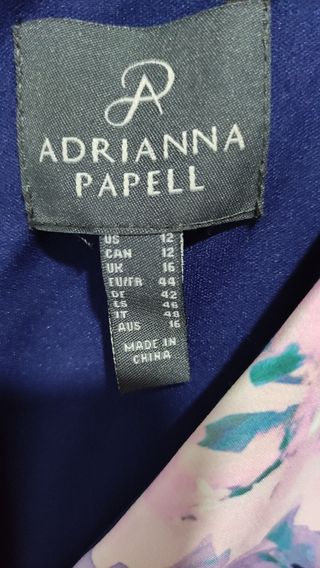 ADRIANNA
PAPELL
US 12
CAN 12
UK 16
EU/FR 44
DE 42
ES 46
IT 48
AUS 16
MADE IN
CHINA